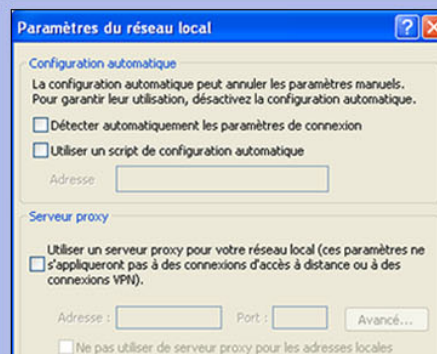 Paramètres du réseau local
Configuration automatique
La configuration automatique peut annuler les paramètres manuels.
Pour garantir leur utilisation, désactivez la configuration automatique.
Détecter automatiquement les paramètres de connexion
Utiliser un script de configuration automatique
Adresse
Serveur proxy
Utiliser un serveur proxy pour votre réseau local (ces paramètres ne
s'appliqueront pas à des connexions d'accès à distance ou à des
connexions VPN).
Adresse : Port : Avancé...
Ne pas utiliser de serveur proxy pour les adresses locales